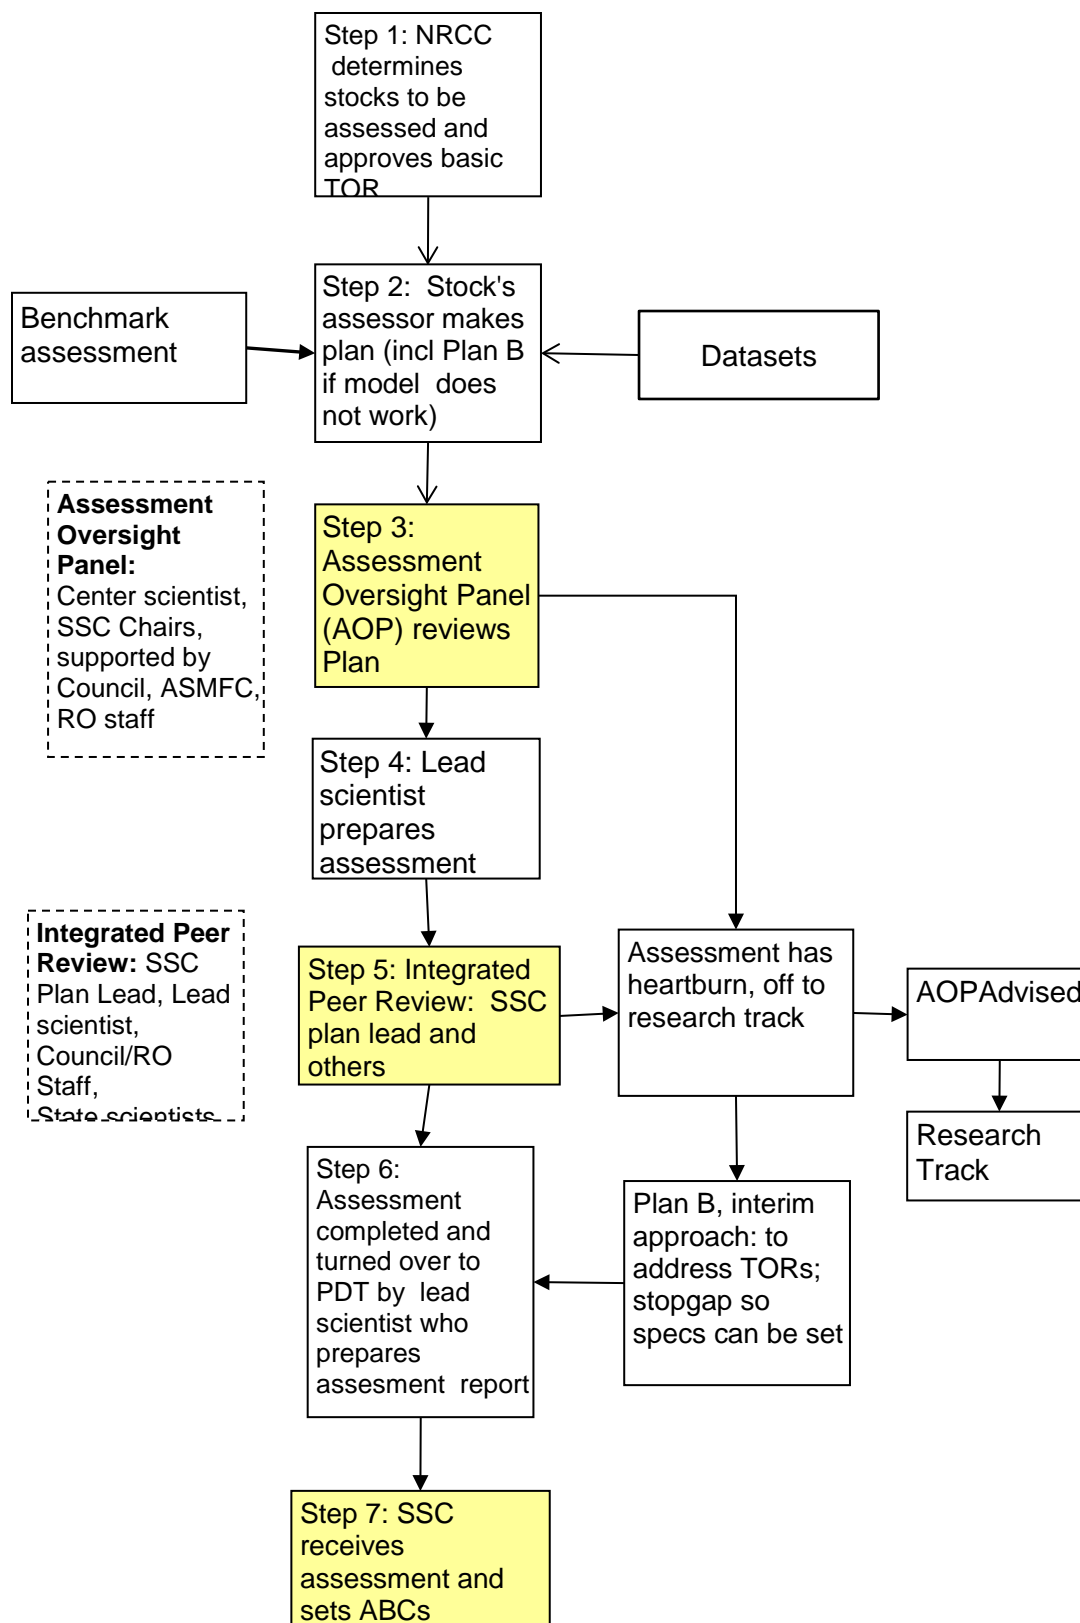 Step 1: NRCC
determines
stocks to be
assessed and
approves basic
TOR
Benchmark
assessment
Step 2:  Stock's
assessor makes
plan (incl Plan B
if model  does
not work)
Datasets
Assessment
Oversight
Panel:
Center scientist,
SSC Chairs,
supported by
Council, ASMFC,
RO staff
Step 3:
Assessment
Oversight Panel
(AOP) reviews
Plan
Step 4: Lead
scientist
prepares
assessment
Integrated Peer
Review: SSC
Plan Lead, Lead
scientist,
Council/RO
Staff,
State scientists
Step 5: Integrated
Peer Review:  SSC
plan lead and
others
Assessment has
heartburn, off to
research track
AOPAdvised
Research
Track
Step 6:
Assessment
completed and
turned over to
PDT by  lead
scientist who
prepares
assesment  report
Plan B, interim
approach: to
address TORs;
stopgap so
specs can be set
Step 7: SSC
receives
assessment and
sets ABCs